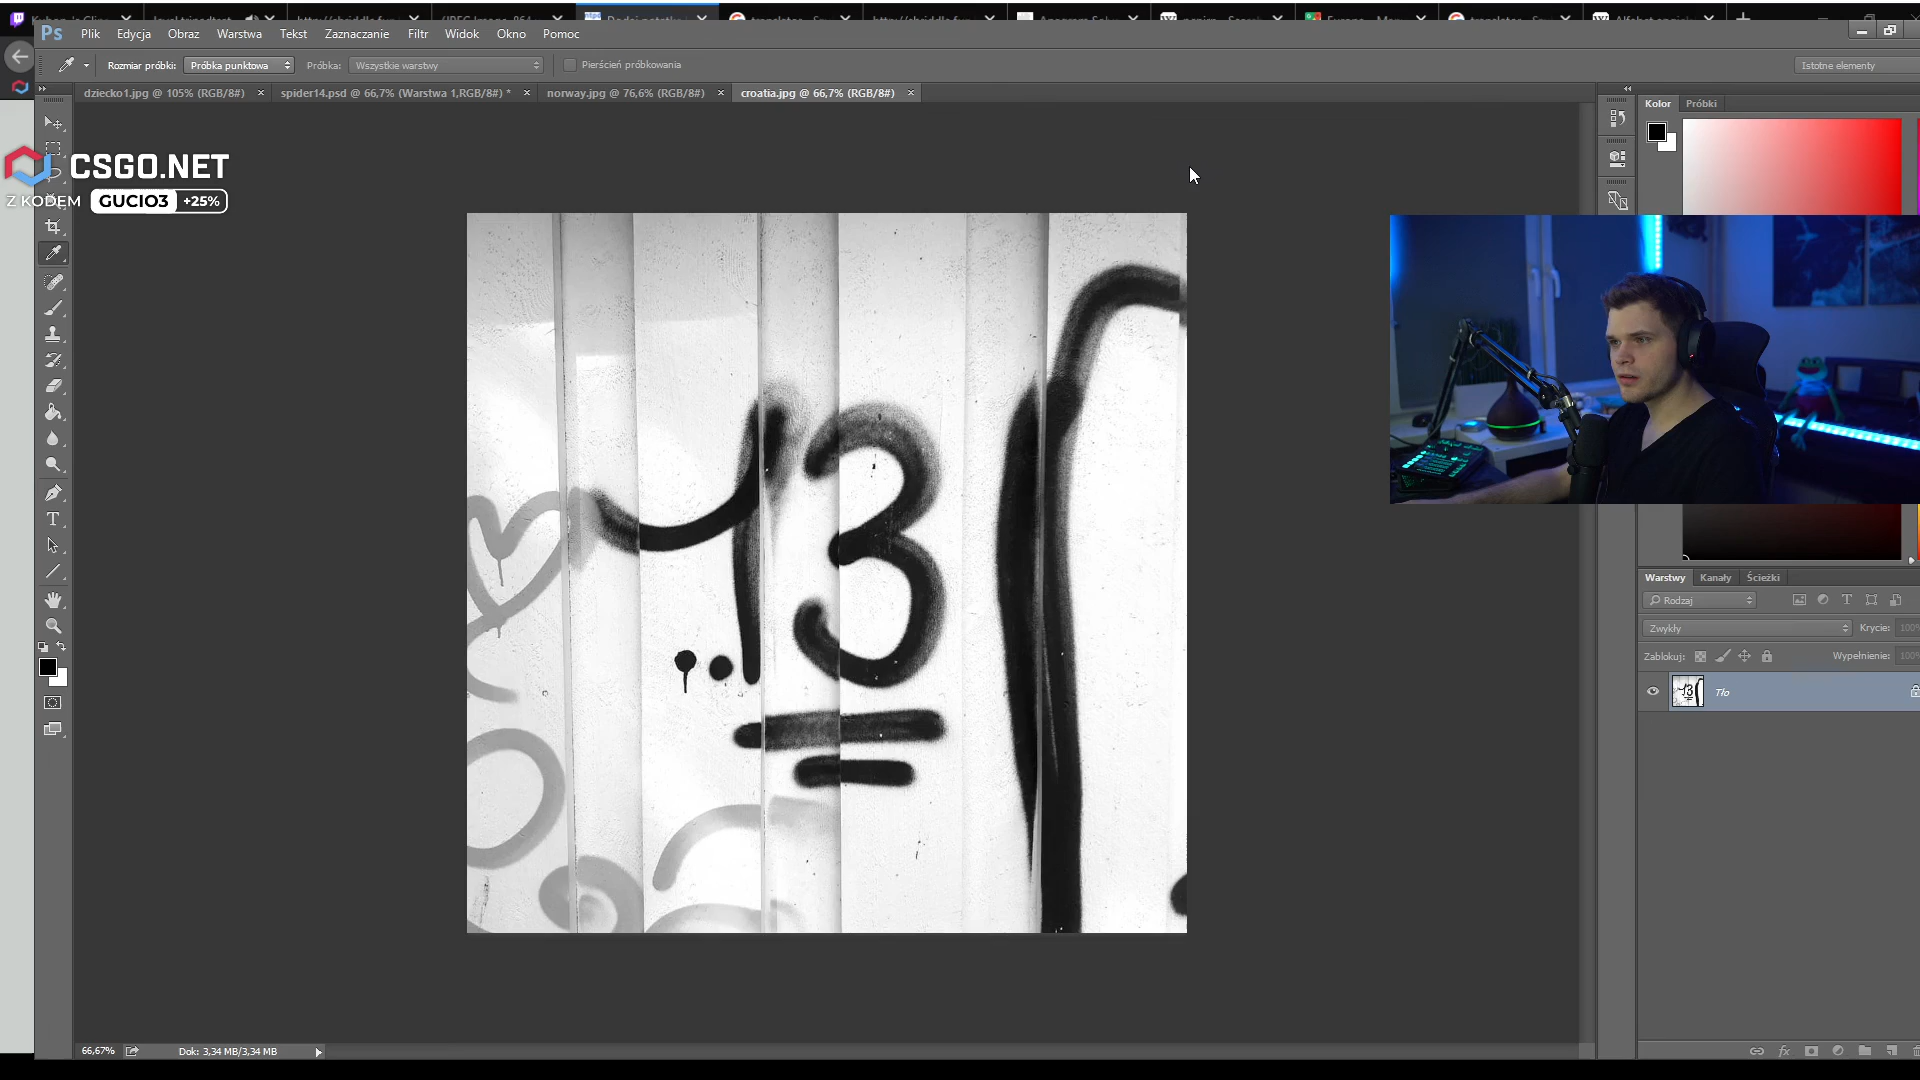 Plik Edycja Obraz Warstwa Tekst Zaznaczanie Filtr Widok Okno Pomoc
Rozmiar próbki: Próbka punktowa Próbka: Wszystkie warstwy Pierścień próbkowania Istotne elementy
dziecko1.jpg @ 105% (RGB/8#) × spider14.psd @ 66,7% (Warstwa 1,RGB/8#) * × norway.jpg @ 76,6% (RGB/8#) × croatia.jpg @ 66,7% (RGB/8#) ×
Kolor Próbki
CSGO.NET
Z KODEM GUCIO3 +25%
13
Warstwy Kanały Ścieżki
Rodzaj
Zwykły Krycie: 100%
Zablokuj: Wypełnienie: 100%
Tło
66,67% Dok: 3,34 MB/3,34 MB